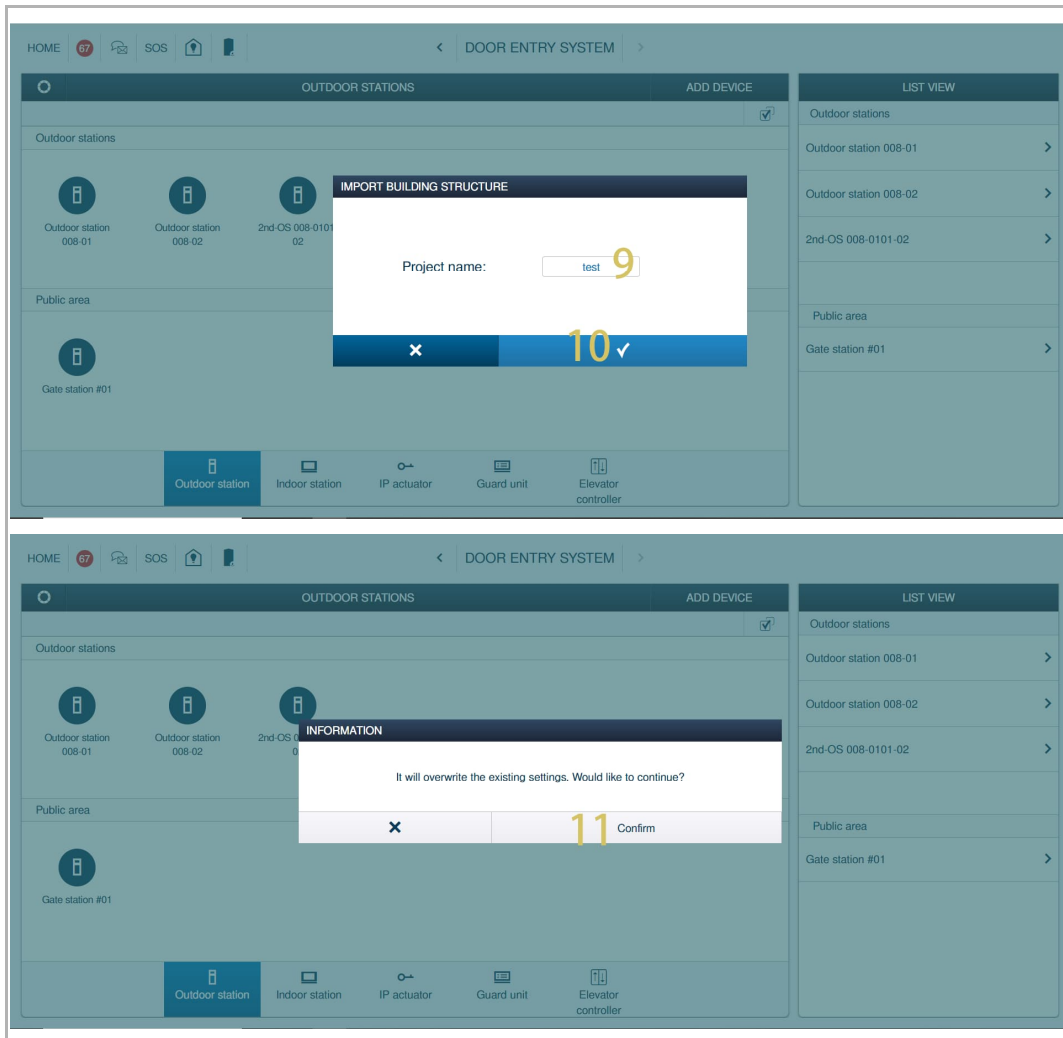 HOME 67 SOS < DOOR ENTRY SYSTEM >
OUTDOOR STATIONS ADD DEVICE LIST VIEW
Outdoor stations
Outdoor stations
Outdoor station 008-01
Outdoor station 008-02
2nd-OS 008-0101-02
Outdoor station
008-01
Outdoor station
008-02
2nd-OS 008-0101
02
IMPORT BUILDING STRUCTURE
Project name: test 9
10
Public area
Gate station #01
Public area
Gate station #01
Outdoor station
Indoor station
IP actuator
Guard unit
Elevator
controller
HOME 67 SOS < DOOR ENTRY SYSTEM >
OUTDOOR STATIONS ADD DEVICE LIST VIEW
Outdoor stations
Outdoor stations
Outdoor station 008-01
Outdoor station 008-02
2nd-OS 008-0101-02
Outdoor station
008-01
Outdoor station
008-02
2nd-OS 0
0
INFORMATION
It will overwrite the existing settings. Would like to continue?
11 Confirm
Public area
Gate station #01
Public area
Gate station #01
Outdoor station
Indoor station
IP actuator
Guard unit
Elevator
controller